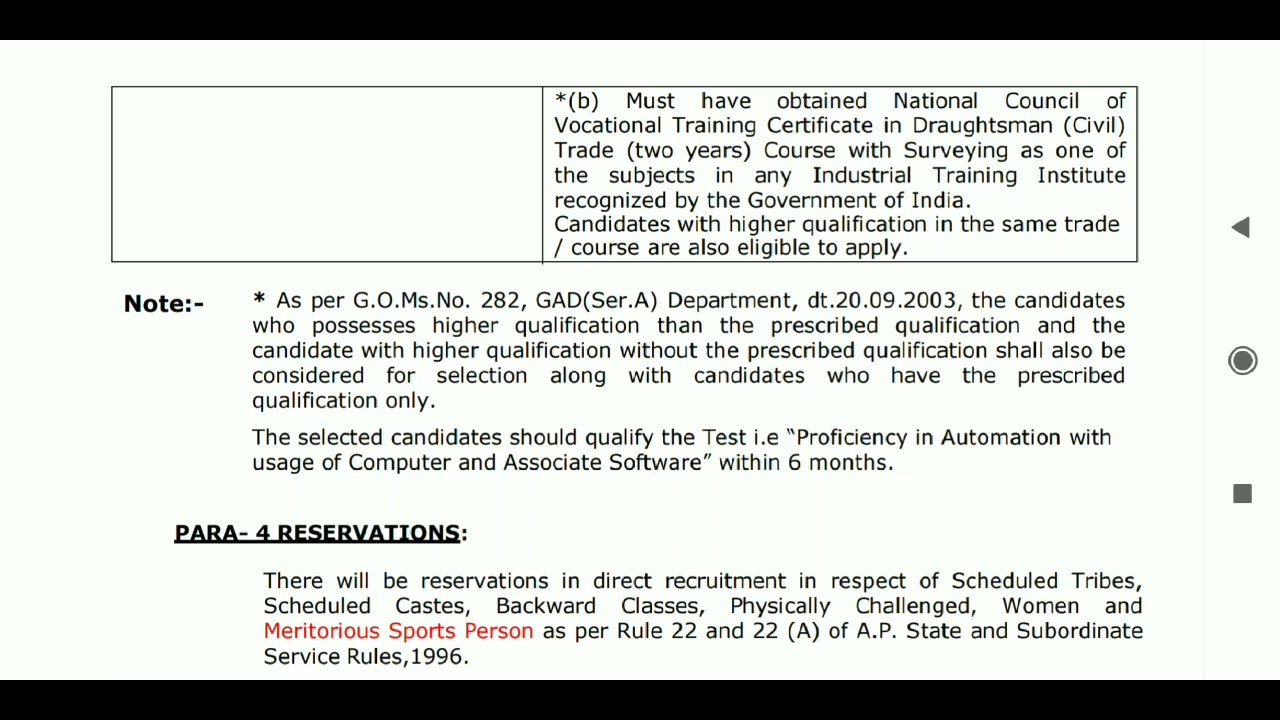 *(b) Must have obtained National Council of
Vocational Training Certificate in Draughtsman (Civil)
Trade (two years) Course with Surveying as one of
the subjects in any Industrial Training Institute
recognized by the Government of India.
Candidates with higher qualification in the same trade
/ course are also eligible to apply.
Note:- * As per G.O.Ms.No. 282, GAD(Ser.A) Department, dt.20.09.2003, the candidates
who possesses higher qualification than the prescribed qualification and the
candidate with higher qualification without the prescribed qualification shall also be
considered for selection along with candidates who have the prescribed
qualification only.
The selected candidates should qualify the Test i.e “Proficiency in Automation with
usage of Computer and Associate Software” within 6 months.
PARA- 4 RESERVATIONS:
There will be reservations in direct recruitment in respect of Scheduled Tribes,
Scheduled Castes, Backward Classes, Physically Challenged, Women and
Meritorious Sports Person as per Rule 22 and 22 (A) of A.P. State and Subordinate
Service Rules,1996.